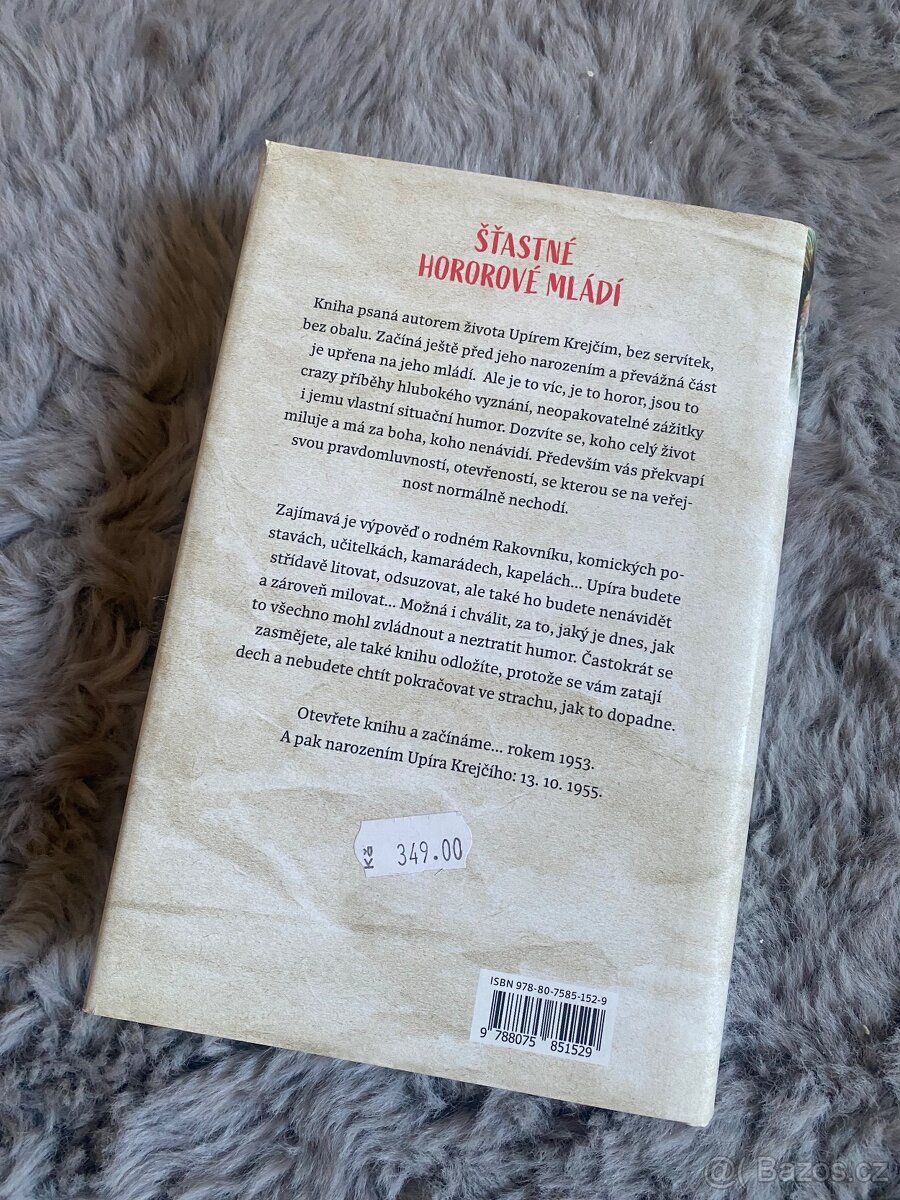 ŠŤASTNÉ
HOROROVÉ MLÁDÍ
Kniha psaná autorem života Upírem Krejčím, bez servítek,
bez obalu. Začíná ještě před jeho narozením a převážná část
je upřena na jeho mládí. Ale je to víc, je to horor, jsou to
crazy příběhy hlubokého vyznání, neopakovatelné zážitky
i jemu vlastní situační humor. Dozvíte se, koho celý život
miluje a má za boha, koho nenávidí. Především vás překvapí
svou pravdomluvností, otevřeností, se kterou se na veřej-
nost normálně nechodí.
Zajímavá je výpověď o rodném Rakovníku, komických po-
stavách, učitelkách, kamarádech, kapelách... Upíra budete
střídavě litovat, odsuzovat, ale také ho budete nenávidět
a zároveň milovat... Možná i chválit, za to, jaký je dnes, jak
to všechno mohl zvládnout a neztratit humor. Častokrát se
zasmějete, ale také knihu odložíte, protože se vám zatají
dech a nebudete chtít pokračovat ve strachu, jak to dopadne.
Otevřete knihu a začínáme... rokem 1953.
A pak narozením Upíra Krejčího: 13. 10. 1955.
Kč 349.00
ISBN 978-80-7585-152-9
9 788075 851529
@ Bazos.cz